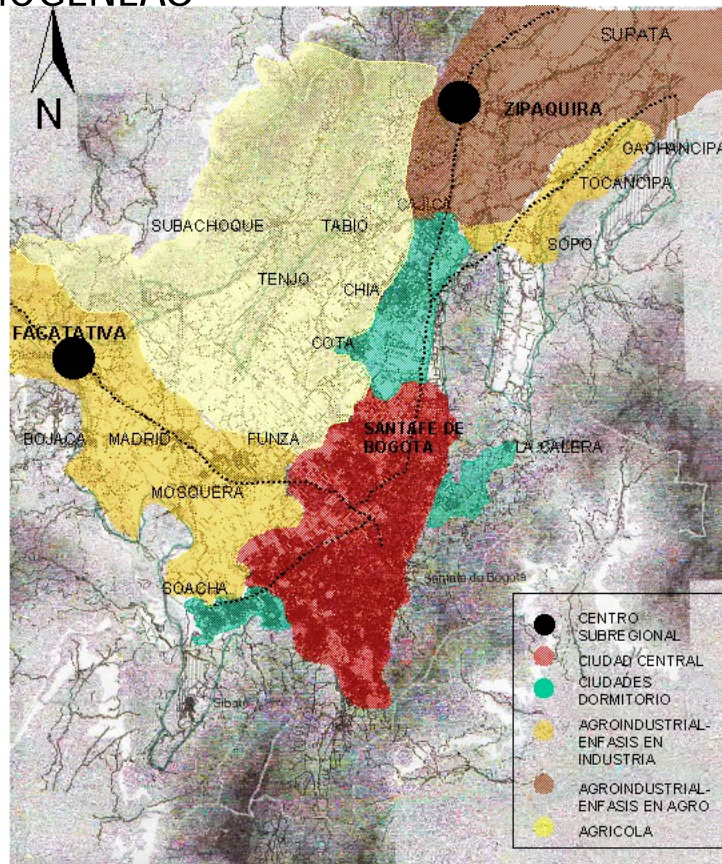 N
SUPATA
ZIPAQUIRA
GACHANCIPA
TOCANCIPA
CAJICA
SUBACHOQUE
TABIO
SOPO
TENJO
CHIA
FACATATIVA
COTA
BOJACA
MADRID
FUNZA
SANTAFE DE
BOGOTA
LA CALERA
MOSQUERA
SOACHA
Santafe de Bogota
Sibate
CENTRO
SUBREGIONAL
CIUDAD CENTRAL
CIUDADES
DORMITORIO
AGROINDUSTRIAL-
ENFASIS EN
INDUSTRIA
AGROINDUSTRIAL-
ENFASIS EN AGRO
AGRICOLA